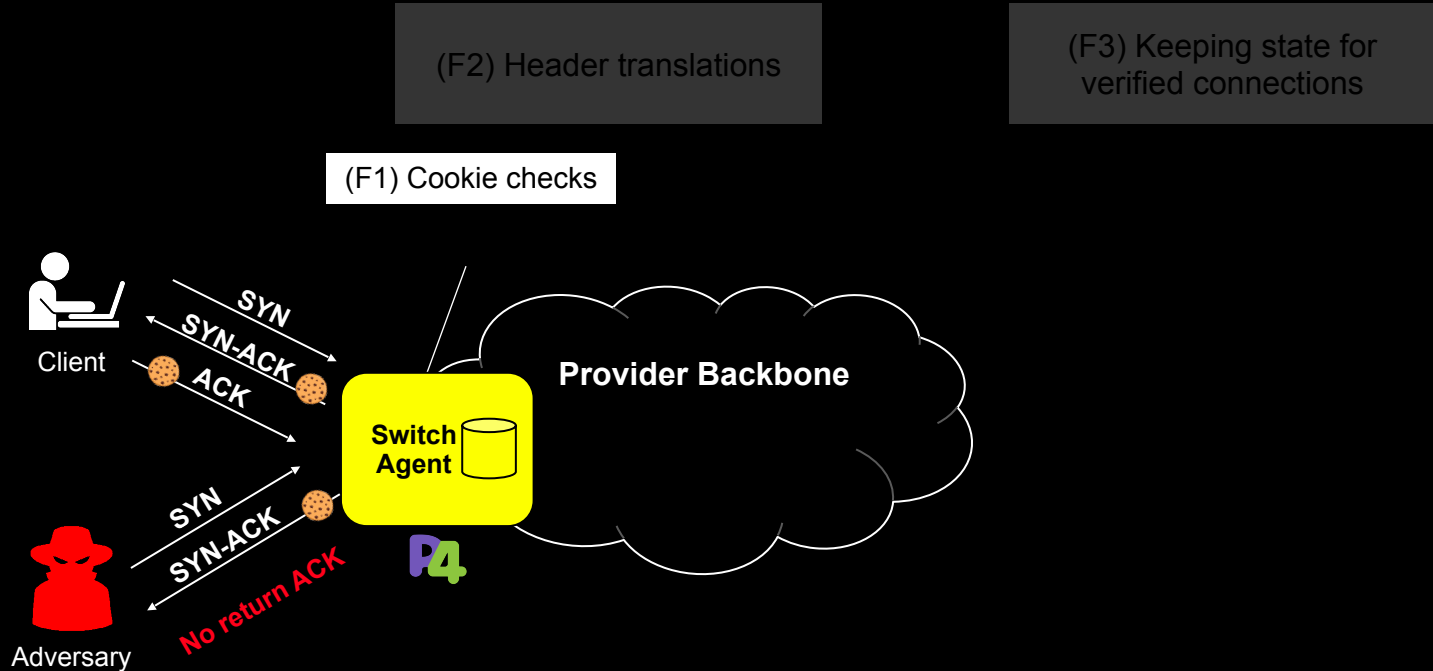 (F2) Header translations
(F3) Keeping state for
verified connections
(F1) Cookie checks
SYN
SYN-ACK
ACK
Client
Provider Backbone
Switch
Agent
SYN
SYN-ACK
No return ACK
P4
Adversary